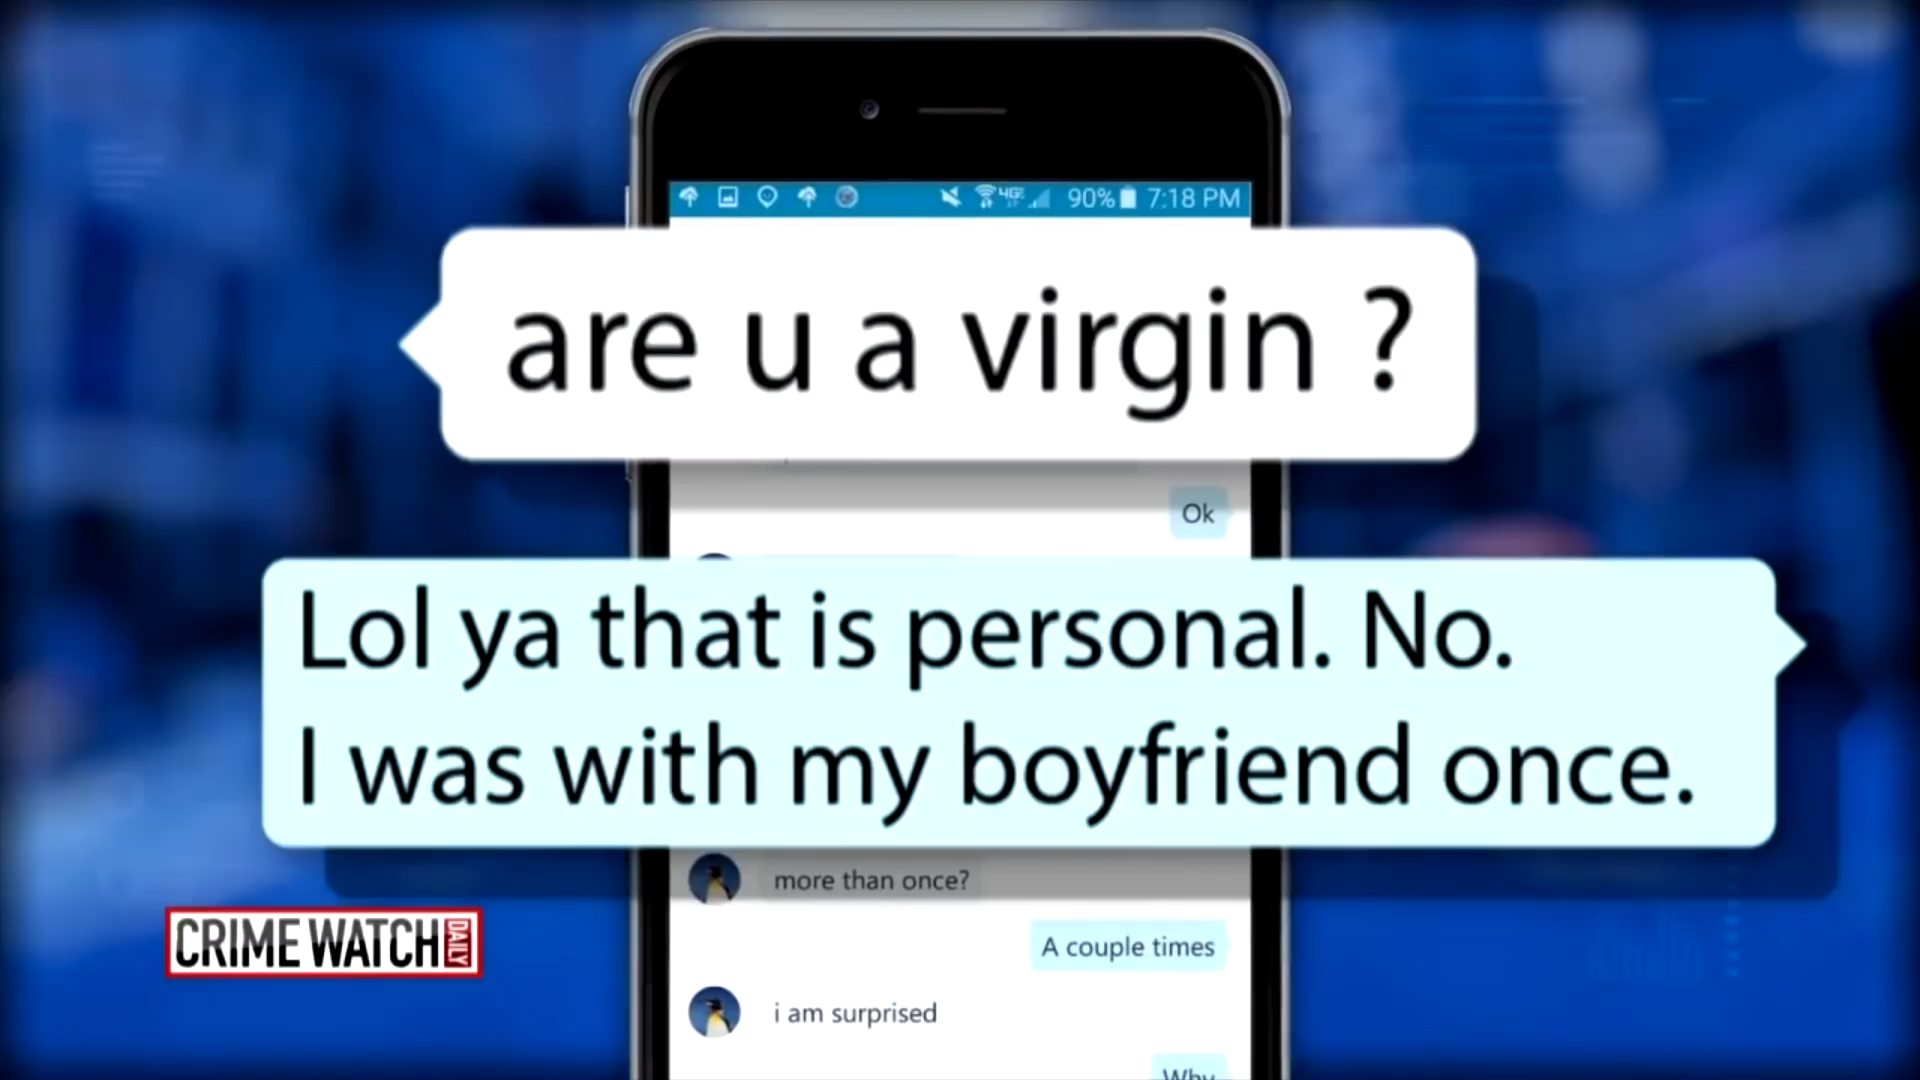 90% 7:18 PM
are u a virgin ?
Ok
Lol ya that is personal. No.
I was with my boyfriend once.
more than once?
A couple times
i am surprised
Why
CRIME WATCH DAILY